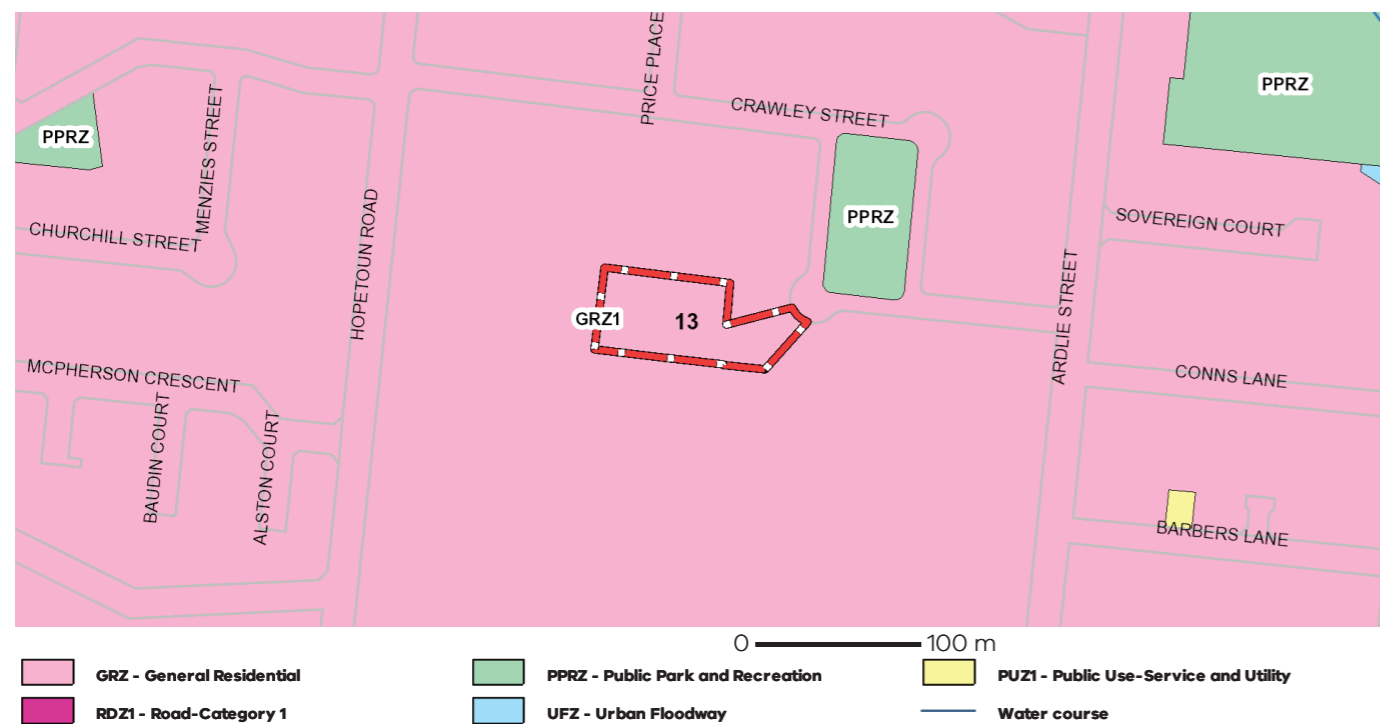 PRICE PLACE
PPRZ
CRAWLEY STREET
PPRZ
MENZIES STREET
PPRZ
SOVEREIGN COURT
CHURCHILL STREET
HOPETOUN ROAD
GRZ1
13
ARDLIE STREET
MCPHERSON CRESCENT
CONNS LANE
BAUDIN COURT
ALSTON COURT
BARBERS LANE
0 100 m
GRZ - General Residential
PPRZ - Public Park and Recreation
PUZ1 - Public Use-Service and Utility
RDZ1 - Road-Category 1
UFZ - Urban Floodway
Water course